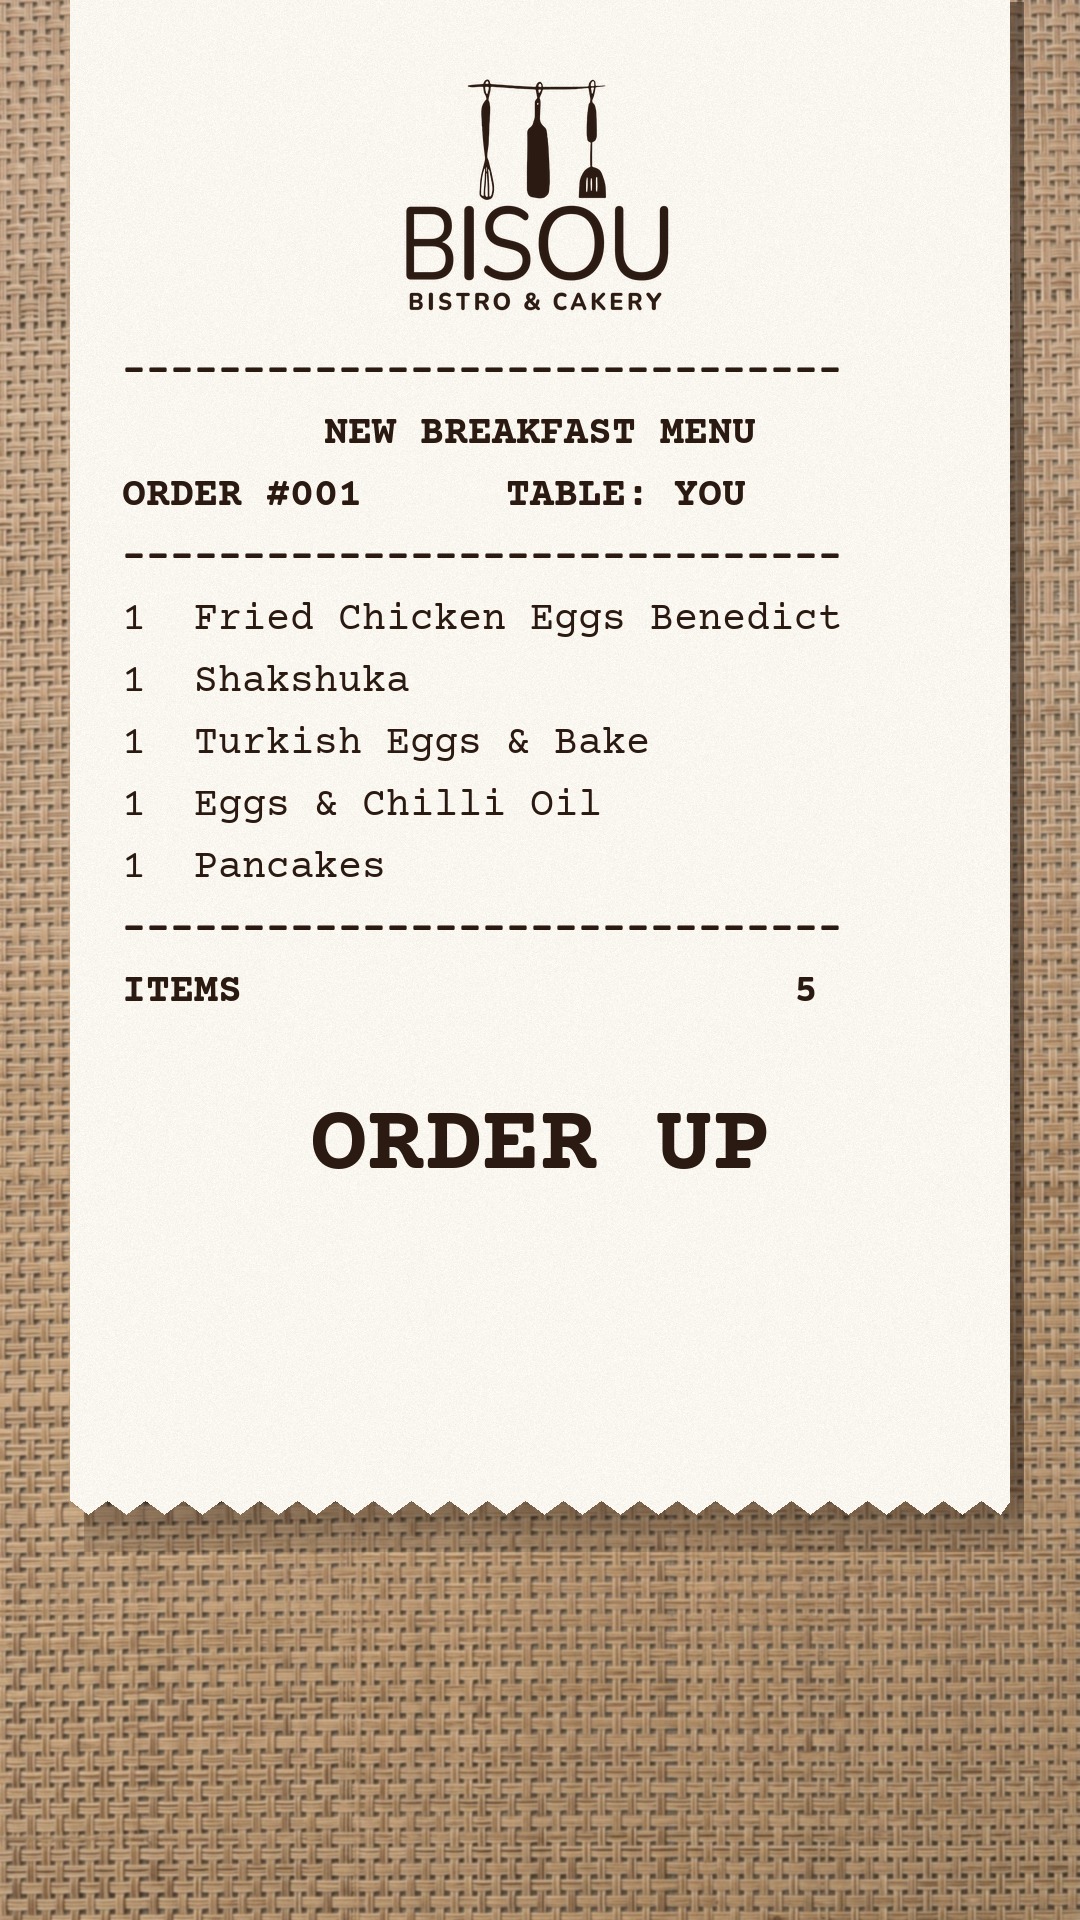 BISOU
BISTRO & CAKERY
------------------------------
NEW BREAKFAST MENU
ORDER #001 TABLE: YOU
------------------------------
1 Fried Chicken Eggs Benedict
1 Shakshuka
1 Turkish Eggs & Bake
1 Eggs & Chilli Oil
1 Pancakes
------------------------------
ITEMS 5
ORDER UP